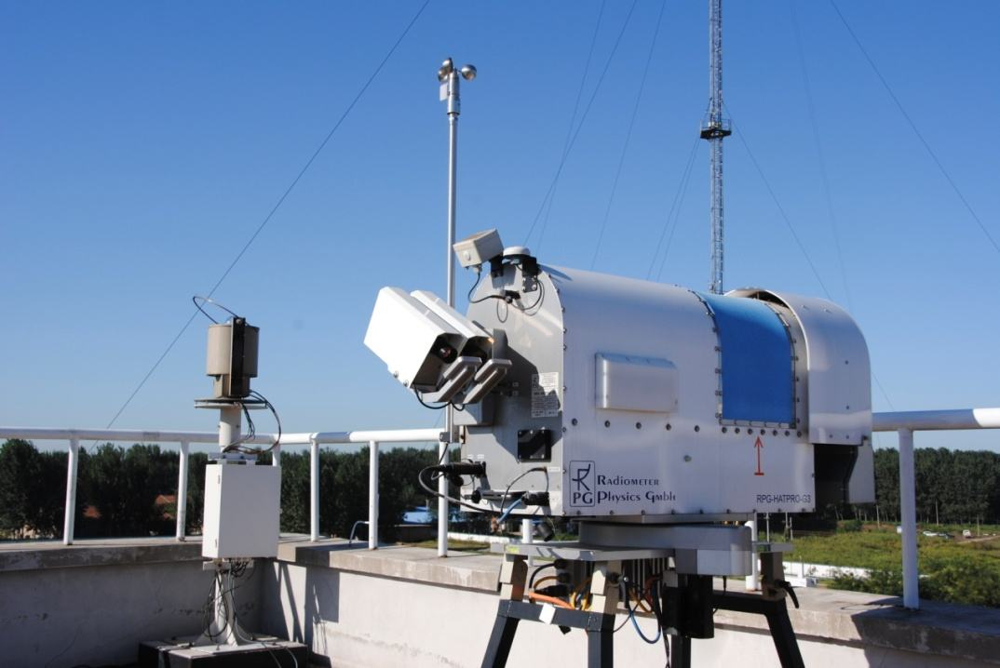 RPG
Radiometer
Physics Gmbh
RPG-HATPRO-G3